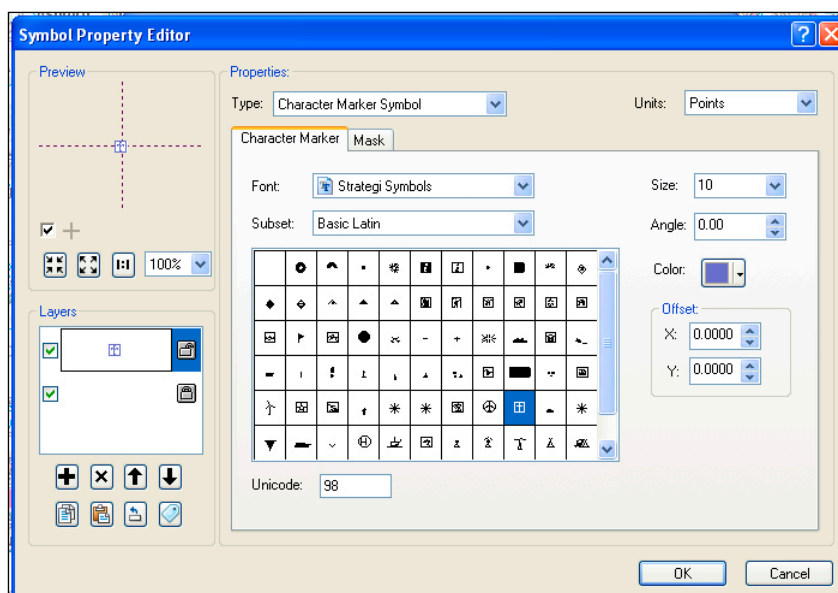 Symbol Property Editor
Preview
100%
Layers
Properties:
Type: Character Marker Symbol
Units: Points
Character Marker Mask
Font: Strategi Symbols
Size: 10
Subset: Basic Latin
Angle: 0.00
Color:
Offset:
X: 0.0000
Y: 0.0000
Unicode: 98
OK Cancel